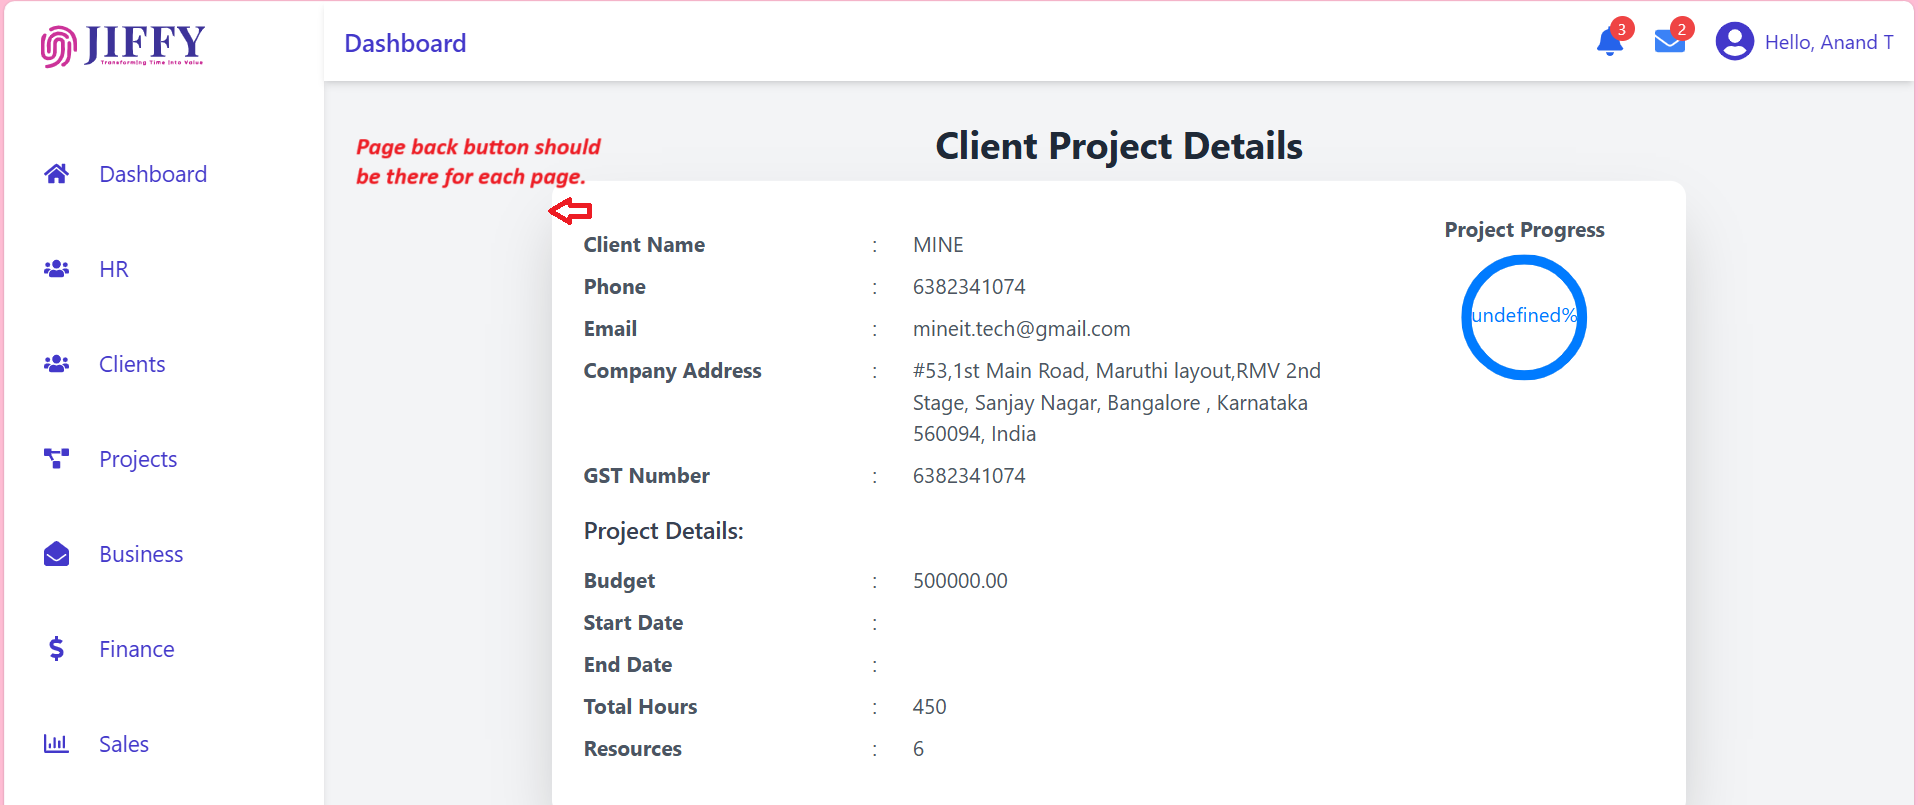 JIFFY
Transforming Time Into Value
Dashboard
3
2
Hello, Anand T
Dashboard
HR
Clients
Projects
Business
Finance
Sales
Page back button should
be there for each page.
Client Project Details
Client Name : MINE
Phone : 6382341074
Email : mineit.tech@gmail.com
Company Address : #53,1st Main Road, Maruthi layout,RMV 2nd
Stage, Sanjay Nagar, Bangalore , Karnataka
560094, India
GST Number : 6382341074
Project Details:
Budget : 500000.00
Start Date :
End Date :
Total Hours : 450
Resources : 6
Project Progress
undefined%